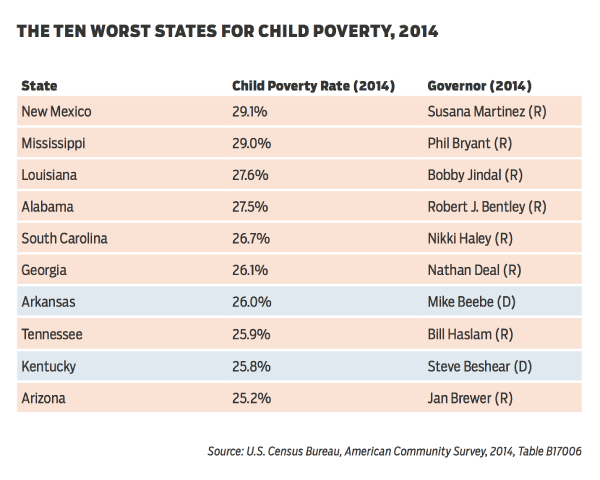 THE TEN WORST STATES FOR CHILD POVERTY, 2014
State Child Poverty Rate (2014) Governor (2014)
New Mexico 29.1% Susana Martinez (R)
Mississippi 29.0% Phil Bryant (R)
Louisiana 27.6% Bobby Jindal (R)
Alabama 27.5% Robert J. Bentley (R)
South Carolina 26.7% Nikki Haley (R)
Georgia 26.1% Nathan Deal (R)
Arkansas 26.0% Mike Beebe (D)
Tennessee 25.9% Bill Haslam (R)
Kentucky 25.8% Steve Beshear (D)
Arizona 25.2% Jan Brewer (R)
Source: U.S. Census Bureau, American Community Survey, 2014, Table B17006